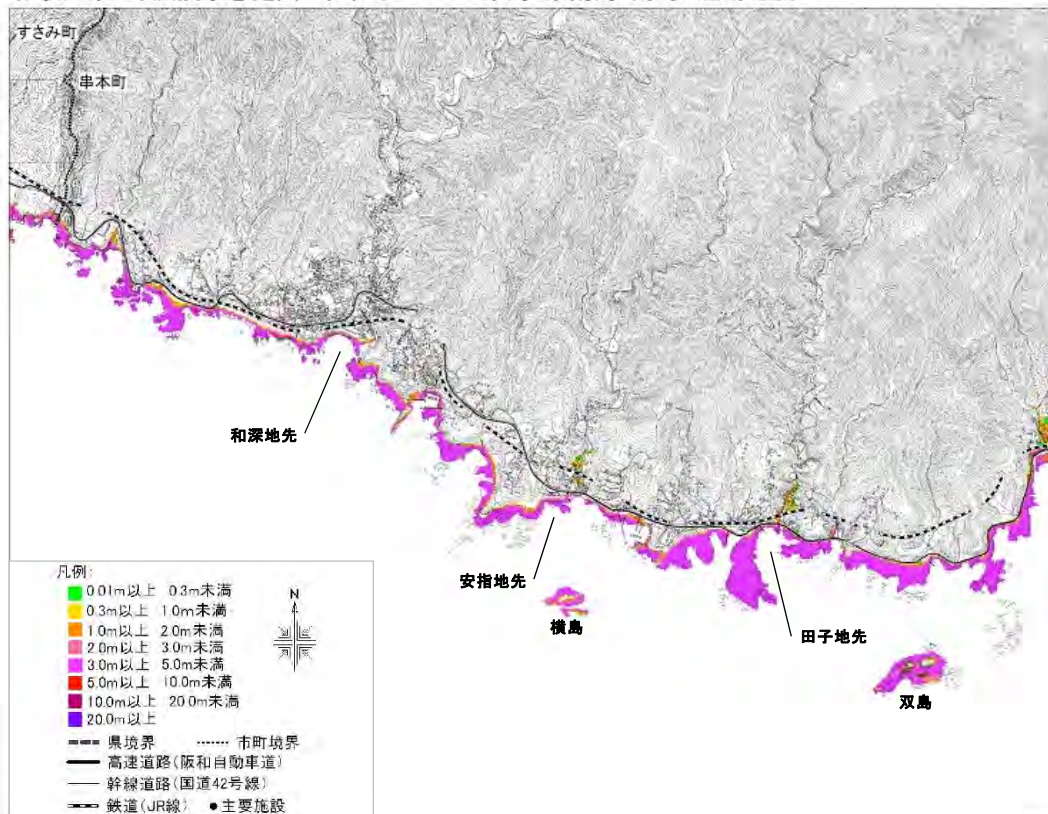 すさみ町
串本町
和深地先
安指地先
横島
田子地先
双島
凡例:
0.01m以上 0.3m未満
0.3m以上 1.0m未満
1.0m以上 2.0m未満
2.0m以上 3.0m未満
3.0m以上 5.0m未満
5.0m以上 10.0m未満
10.0m以上 20.0m未満
20.0m以上
N
県境界 市町境界
高速道路(阪和自動車道)
幹線道路(国道42号線)
鉄道(JR線) ●主要施設